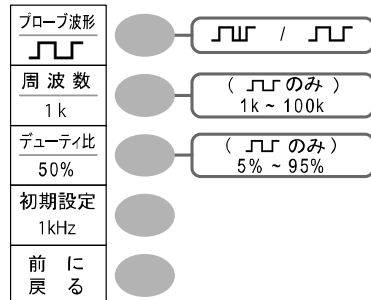 プローブ波形
/
周波数
1k
( のみ )
1k ~ 100k
デューティ比
50%
( のみ )
5% ~ 95%
初期設定
1kHz
前に
戻る